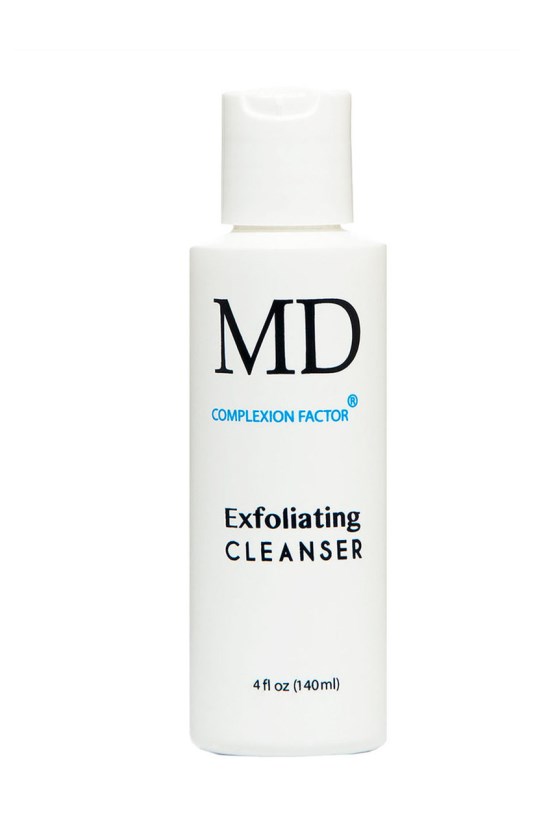 MD
COMPLEXION FACTOR®
Exfoliating
CLEANSER
4 fl oz (140ml)